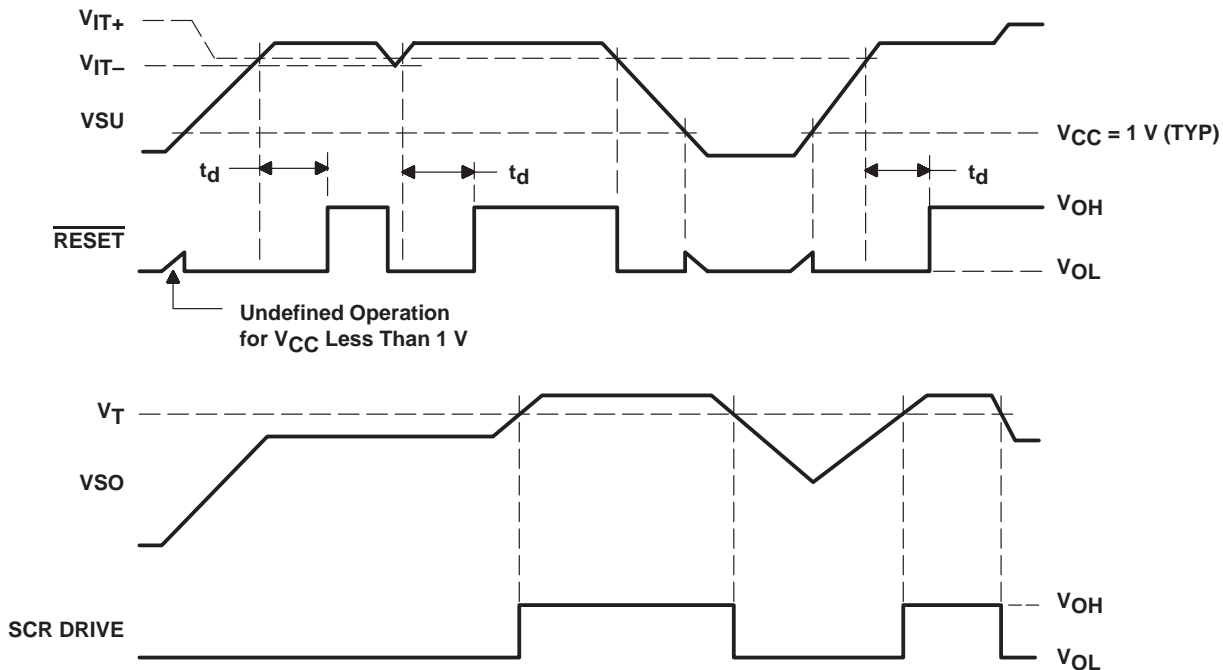 VIT+
VIT–
VSU
VCC = 1 V (TYP)
td
td
td
VOH
RESET
VOL
Undefined Operation
for VCC Less Than 1 V
VT
VSO
VOH
SCR DRIVE
VOL